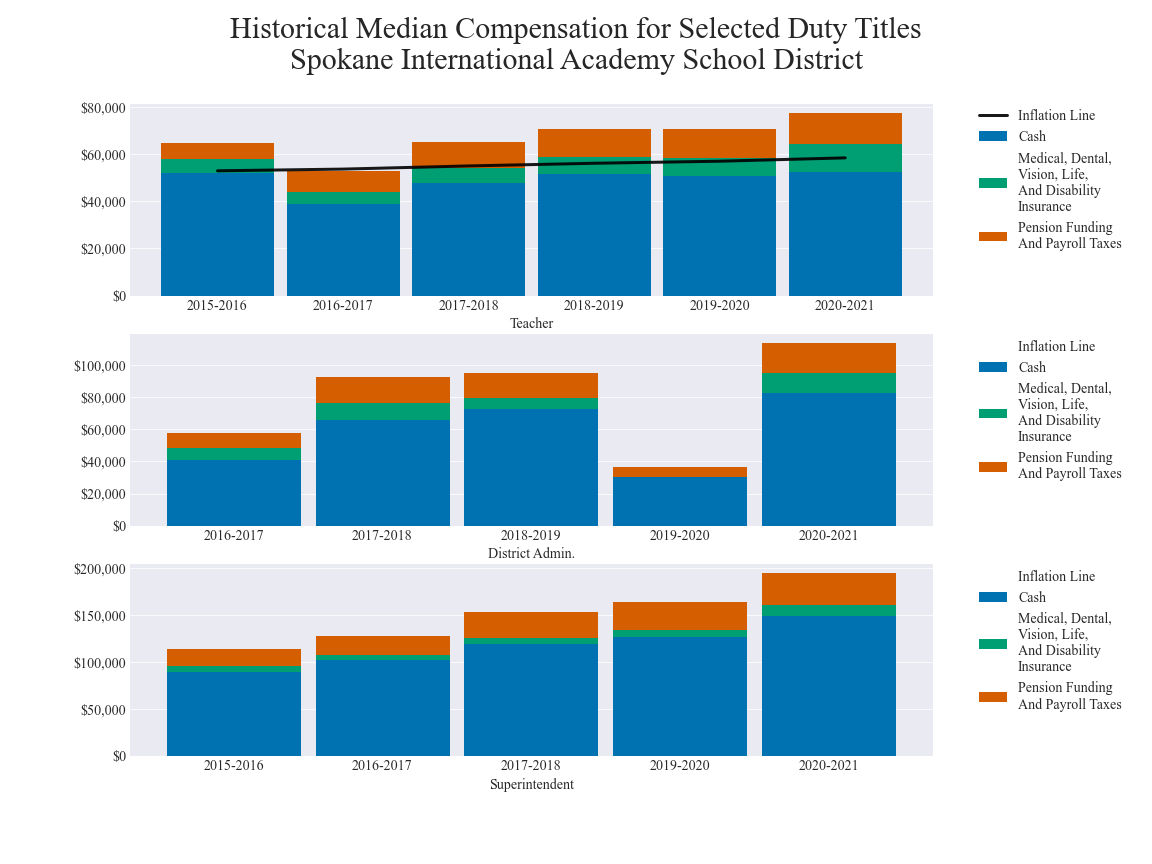 Historical Median Compensation for Selected Duty Titles
Spokane International Academy School District
$80,000
$60,000
$40,000
$20,000
$0
2015-2016
2016-2017
2017-2018
2018-2019
2019-2020
2020-2021
Teacher
Inflation Line
Cash
Medical, Dental,
Vision, Life,
And Disability
Insurance
Pension Funding
And Payroll Taxes
$100,000
$80,000
$60,000
$40,000
$20,000
$0
2016-2017
2017-2018
2018-2019
2019-2020
2020-2021
District Admin.
Inflation Line
Cash
Medical, Dental,
Vision, Life,
And Disability
Insurance
Pension Funding
And Payroll Taxes
$200,000
$150,000
$100,000
$50,000
$0
2015-2016
2016-2017
2017-2018
2019-2020
2020-2021
Superintendent
Inflation Line
Cash
Medical, Dental,
Vision, Life,
And Disability
Insurance
Pension Funding
And Payroll Taxes